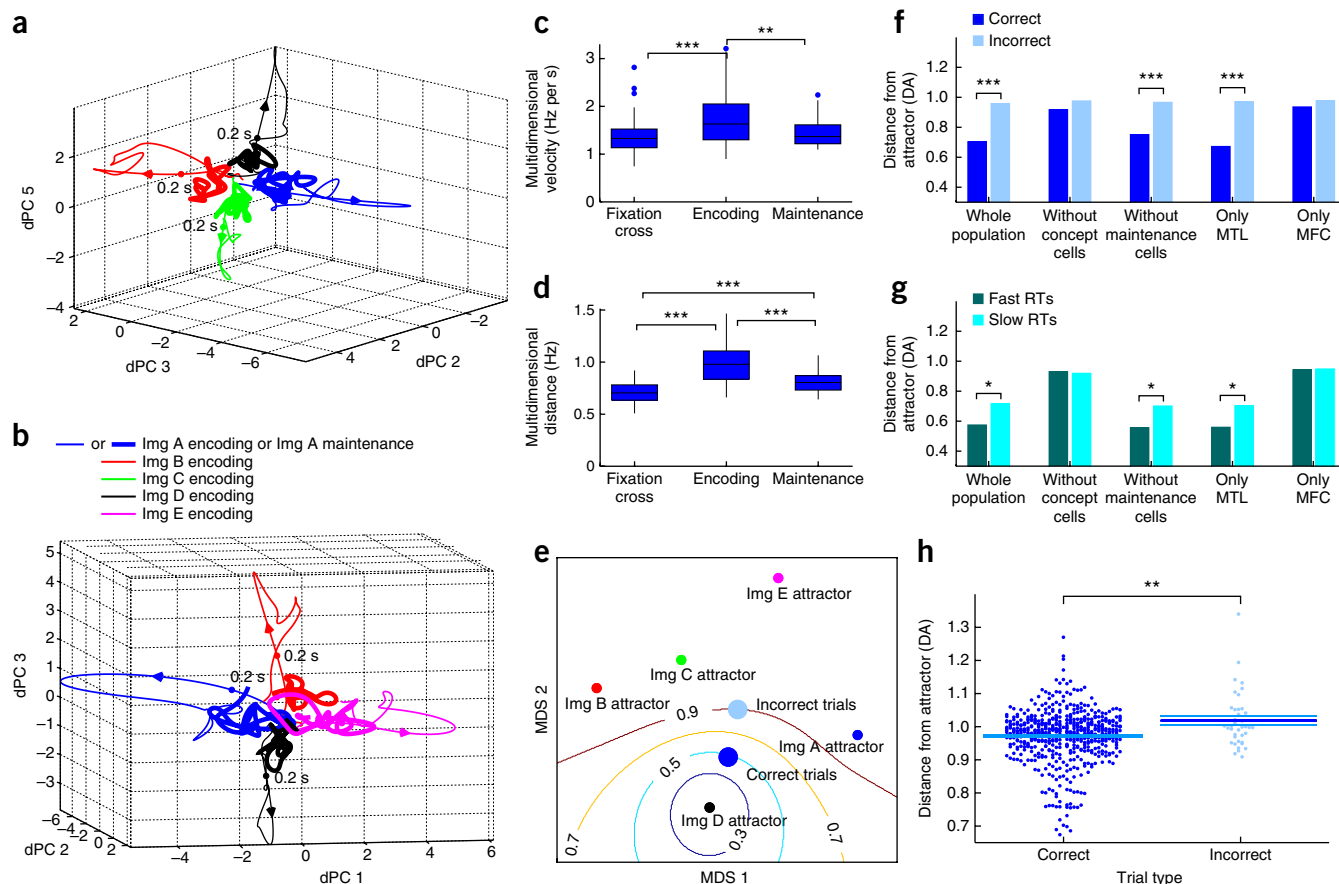 a
dPC 5
2
0
−2
−4
0.2 s
0.2 s
0.2 s
2
0
−2
−4
−6
dPC 3
4
2
0
−2
dPC 2
b
or Img A encoding or Img A maintenance
Img B encoding
Img C encoding
Img D encoding
Img E encoding
dPC 3
5
4
3
2
1
0
−1
−2
−3
0.2 s
0.2 s
0.2 s
−6
−4
−2
0
2
dPC 2
−4
−2
0
2
4
6
dPC 1
c
Multidimensional
velocity (Hz per s)
3
2
1
0
***
**
Fixation
cross
Encoding
Maintenance
d
Multidimensional
distance (Hz)
1.5
1.0
0.5
0
***
***
***
Fixation
cross
Encoding
Maintenance
e
MDS 2
Img E attractor
Img C attractor
Img B attractor
Incorrect trials
0.9
Img A attractor
0.5
Correct trials
Img D attractor
0.3
0.7
0.7
MDS 1
f
Correct
Incorrect
Distance from
attractor (DA)
1.2
1.0
0.8
0.6
0.4
***
***
***
Whole
population
Without
concept
cells
Without
maintenance
cells
Only
MTL
Only
MFC
g
Fast RTs
Slow RTs
Distance from
attractor (DA)
1.2
1.0
0.8
0.6
0.4
*
*
*
Whole
population
Without
concept
cells
Without
maintenance
cells
Only
MTL
Only
MFC
h
Distance from attractor (DA)
1.3
1.2
1.1
1.0
0.9
0.8
0.7
**
Correct
Incorrect
Trial type